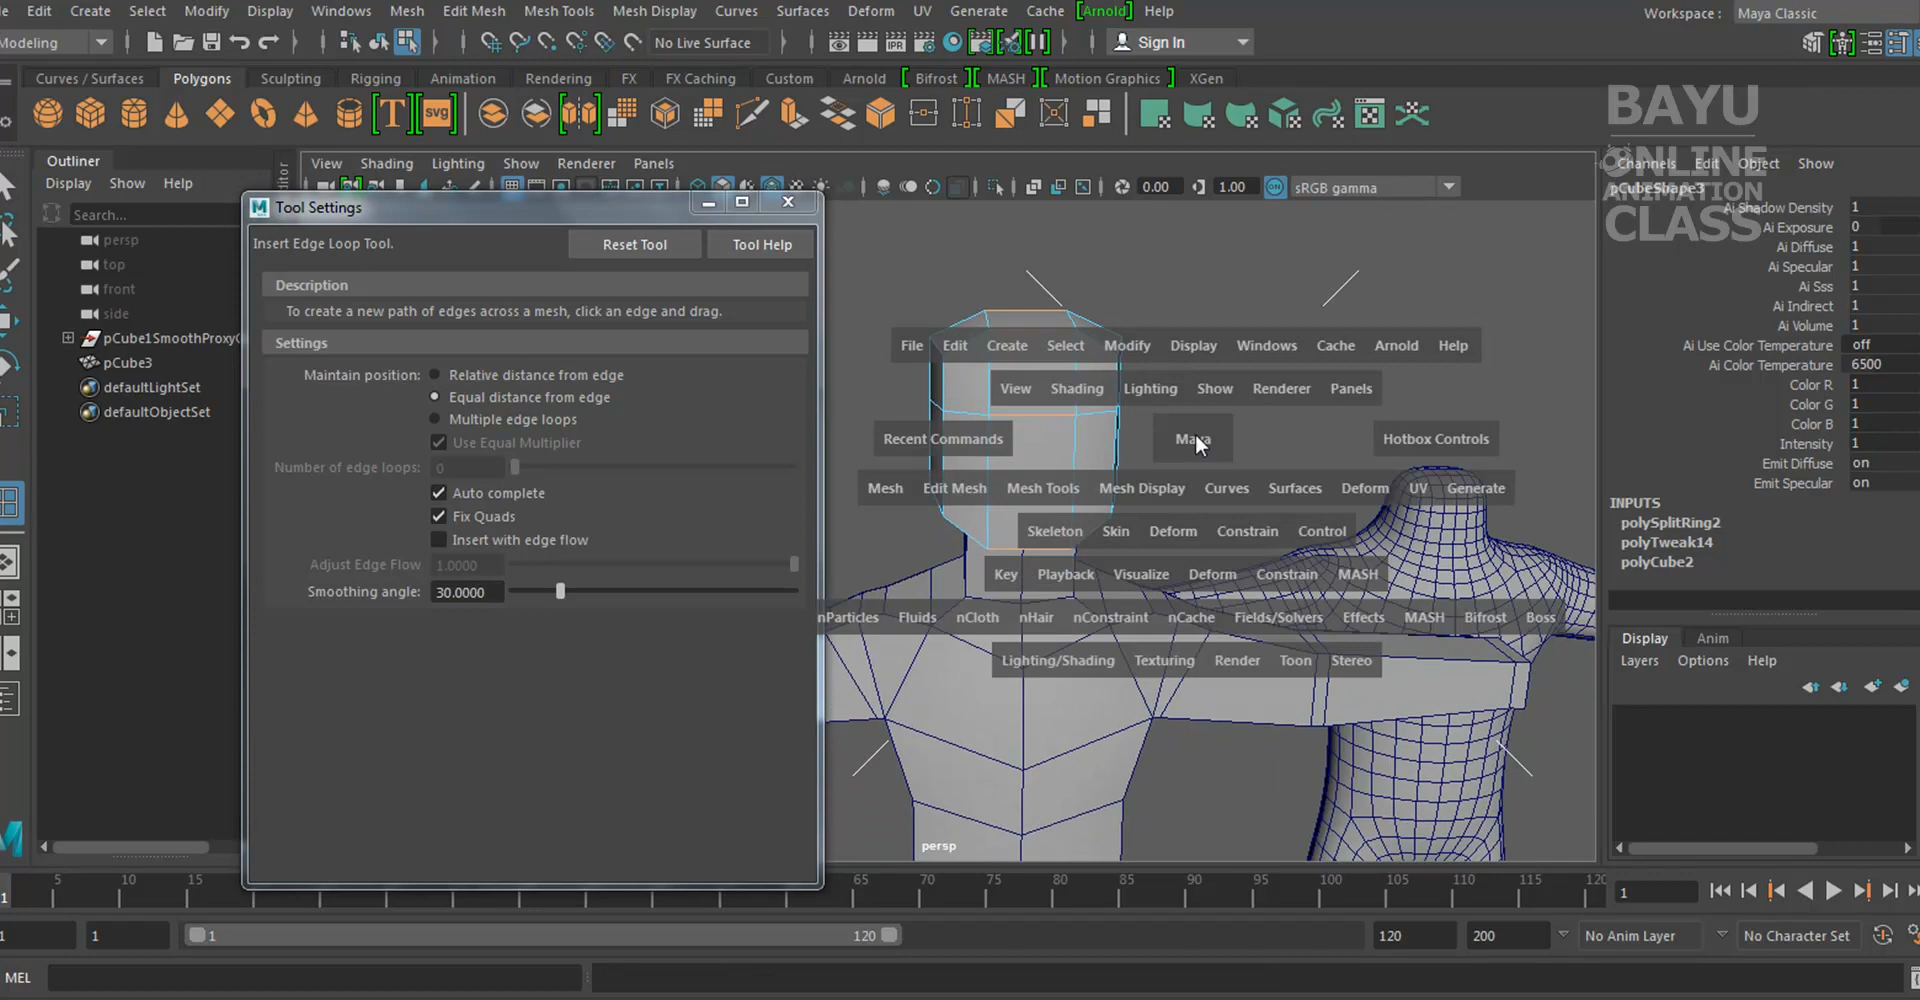 Edit Create Select Modify Display Windows Mesh Edit Mesh Mesh Tools Mesh Display Curves Surfaces Deform UV Generate Cache [Arnold] Help
Workspace : Maya Classic
Modeling
No Live Surface
IPR
Sign In
Curves / Surfaces Polygons Sculpting Rigging Animation Rendering FX FX Caching Custom Arnold [ Bifrost ][ MASH ][ Motion Graphics ] XGen
T svg
BAYU
ONLINE
ANIMATION
CLASS
Outliner
Display Show Help
Search...
persp
top
front
side
pCube1SmoothProxyG
pCube3
defaultLightSet
defaultObjectSet
View Shading Lighting Show Renderer Panels
0.00 1.00 ON sRGB gamma
Tool Settings
Insert Edge Loop Tool.
Reset Tool Tool Help
Description
To create a new path of edges across a mesh, click an edge and drag.
Settings
Maintain position: Relative distance from edge
Equal distance from edge
Multiple edge loops
Use Equal Multiplier
Number of edge loops: 0
Auto complete
Fix Quads
Insert with edge flow
Adjust Edge Flow 1.0000
Smoothing angle: 30.0000
File Edit Create Select Modify Display Windows Cache Arnold Help
View Shading Lighting Show Renderer Panels
Recent Commands Maya Hotbox Controls
Mesh Edit Mesh Mesh Tools Mesh Display Curves Surfaces Deform UV Generate
Skeleton Skin Deform Constrain Control
Key Playback Visualize Deform Constrain MASH
nParticles Fluids nCloth nHair nConstraint nCache Fields/Solvers Effects MASH Bifrost Boss
Lighting/Shading Texturing Render Toon Stereo
persp
Channels Edit Object Show
pCubeShape3
Ai Shadow Density 1
Ai Exposure 0
Ai Diffuse 1
Ai Specular 1
Ai Sss 1
Ai Indirect 1
Ai Volume 1
Ai Use Color Temperature off
Ai Color Temperature 6500
Color R 1
Color G 1
Color B 1
Intensity 1
Emit Diffuse on
Emit Specular on
INPUTS
polySplitRing2
polyTweak14
polyCube2
Display Anim
Layers Options Help
1 5 10 15 65 70 75 80 85 90 95 100 105 110 115 120
1
1 1 1 120 120 200 No Anim Layer No Character Set
MEL